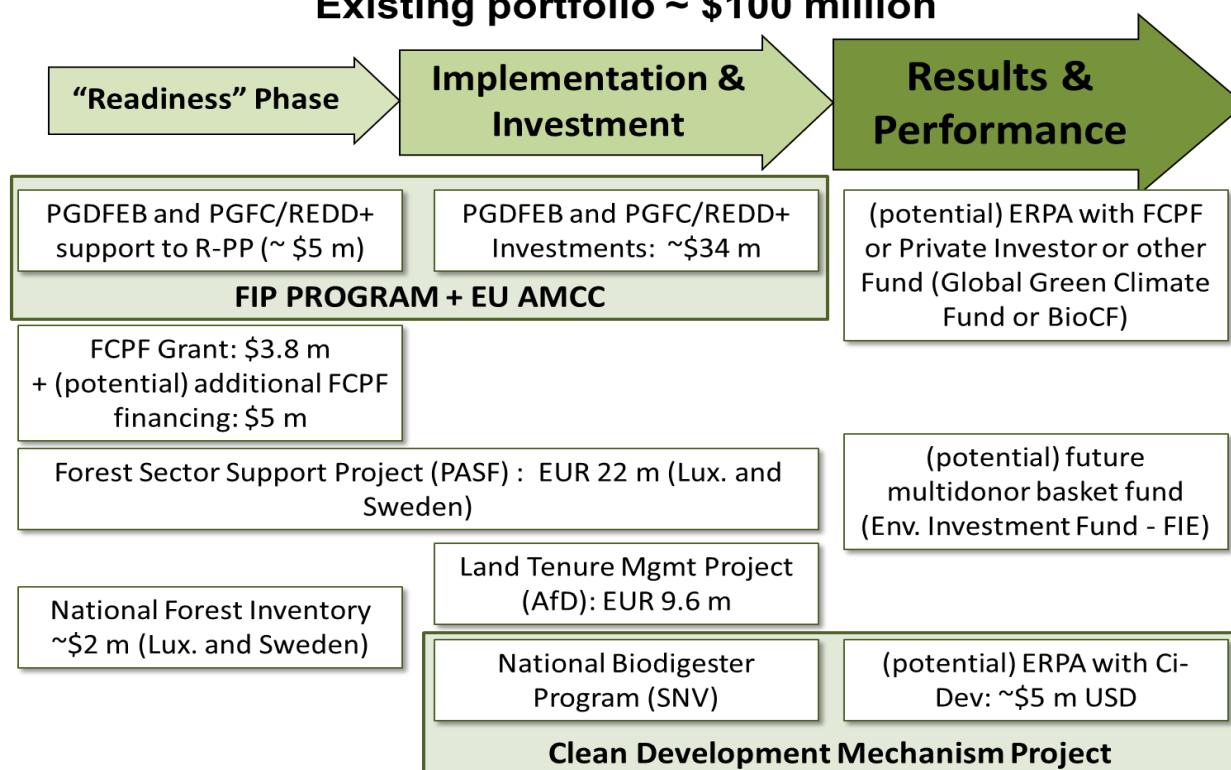 Existing portfolio ~ $100 million
“Readiness” Phase
Implementation &
Investment
Results &
Performance
PGDFEB and PGFC/REDD+
support to R-PP (~ $5 m)
PGDFEB and PGFC/REDD+
Investments: ~$34 m
FIP PROGRAM + EU AMCC
(potential) ERPA with FCPF
or Private Investor or other
Fund (Global Green Climate
Fund or BioCF)
FCPF Grant: $3.8 m
+ (potential) additional FCPF
financing: $5 m
Forest Sector Support Project (PASF) : EUR 22 m (Lux. and
Sweden)
(potential) future
multidonor basket fund
(Env. Investment Fund - FIE)
Land Tenure Mgmt Project
(AfD): EUR 9.6 m
National Forest Inventory
~$2 m (Lux. and Sweden)
National Biodigester
Program (SNV)
(potential) ERPA with Ci-
Dev: ~$5 m USD
Clean Development Mechanism Project